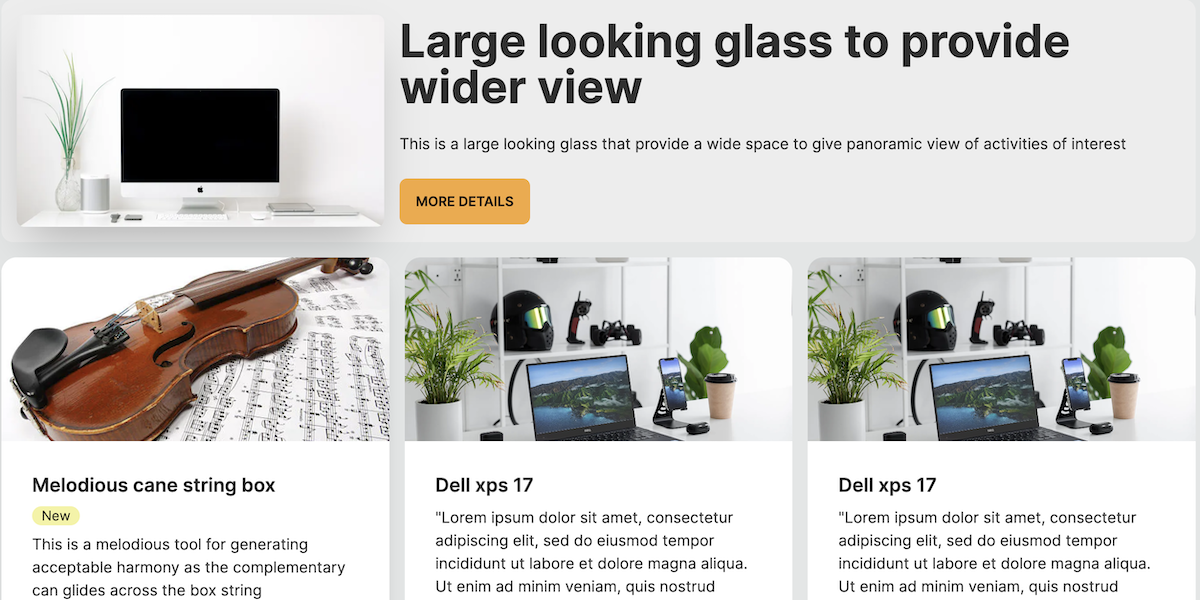 Large looking glass to provide
wider view
This is a large looking glass that provide a wide space to give panoramic view of activities of interest
MORE DETAILS
Melodious cane string box
New
This is a melodious tool for generating
acceptable harmony as the complementary
can glides across the box string
Dell xps 17
"Lorem ipsum dolor sit amet, consectetur
adipiscing elit, sed do eiusmod tempor
incididunt ut labore et dolore magna aliqua.
Ut enim ad minim veniam, quis nostrud
Dell xps 17
"Lorem ipsum dolor sit amet, consectetur
adipiscing elit, sed do eiusmod tempor
incididunt ut labore et dolore magna aliqua.
Ut enim ad minim veniam, quis nostrud